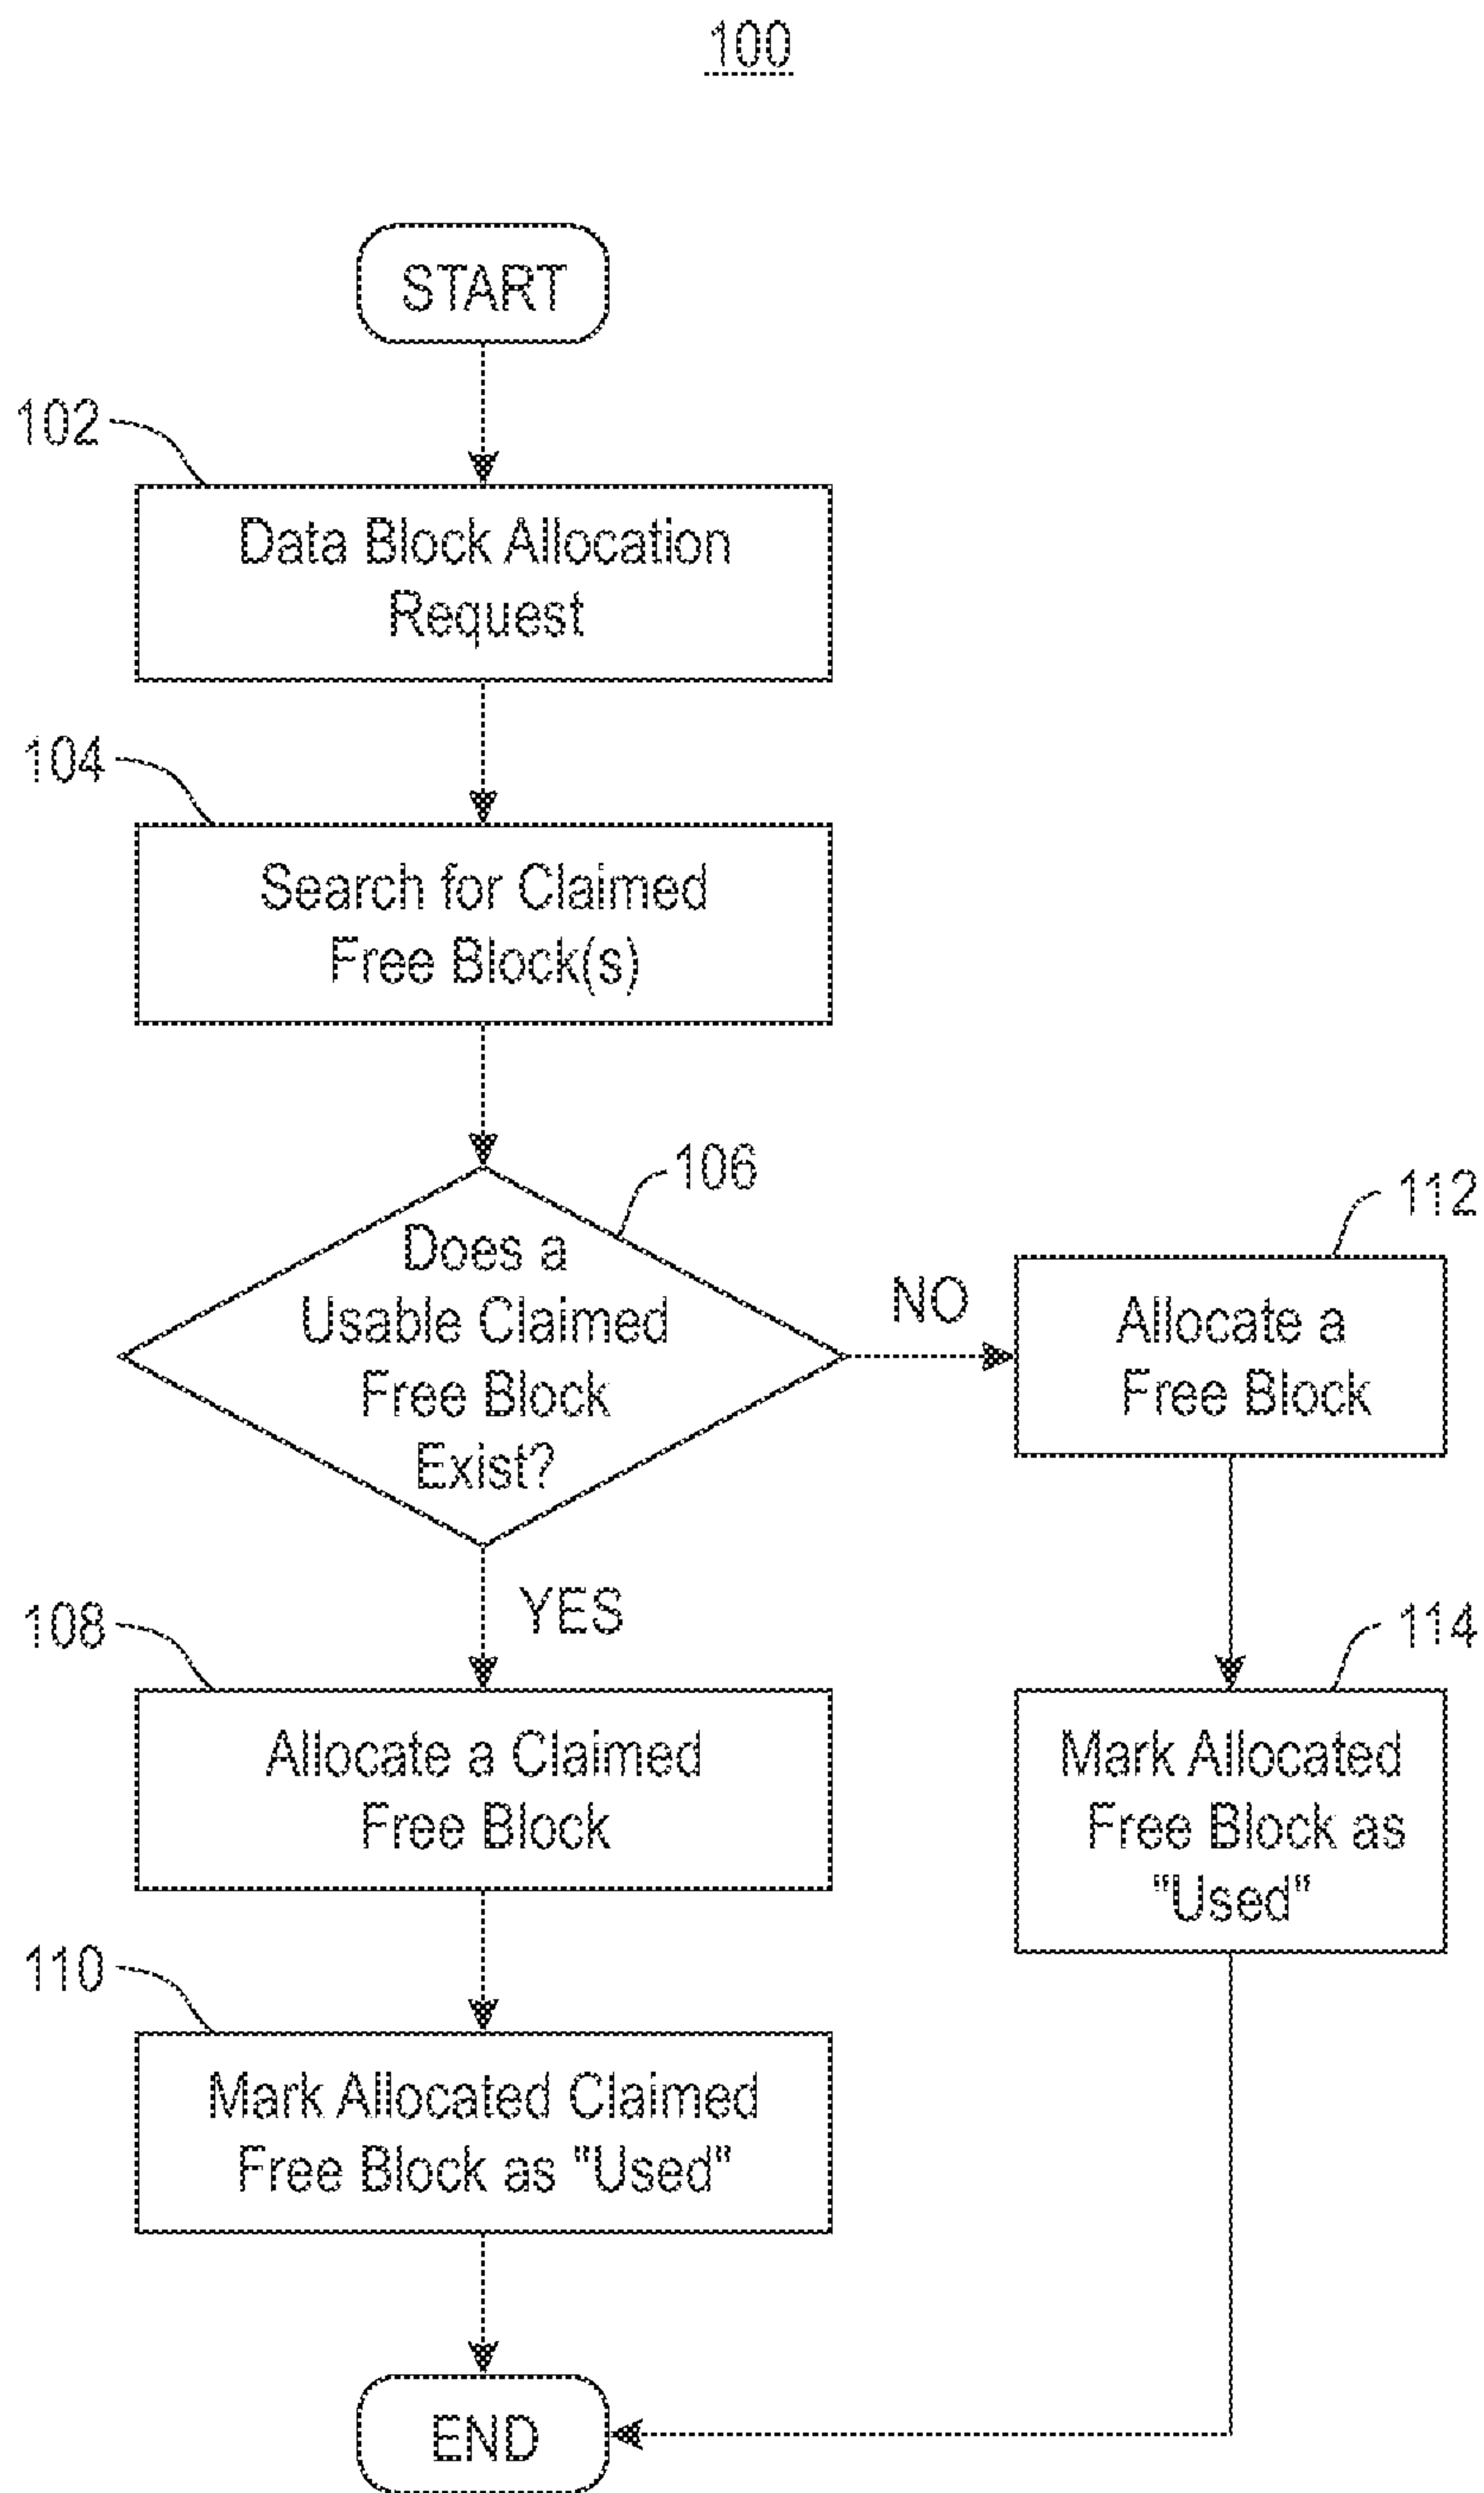 100
START
102
Data Block Allocation
Request
104
Search for Claimed
Free Block(s)
106
Does a
Usable Claimed
Free Block
Exist?
NO
112
Allocate a
Free Block
YES
108
Allocate a Claimed
Free Block
114
Mark Allocated
Free Block as
"Used"
110
Mark Allocated Claimed
Free Block as "Used"
END